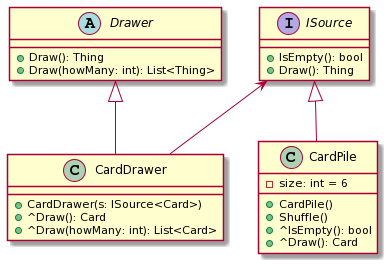 A Drawer
Draw(): Thing
Draw(howMany: int): List<Thing>
I ISource
IsEmpty(): bool
Draw(): Thing
C CardDrawer
CardDrawer(s: ISource<Card>)
^Draw(): Card
^Draw(howMany: int): List<Card>
C CardPile
size: int = 6
CardPile()
Shuffle()
^IsEmpty(): bool
^Draw(): Card